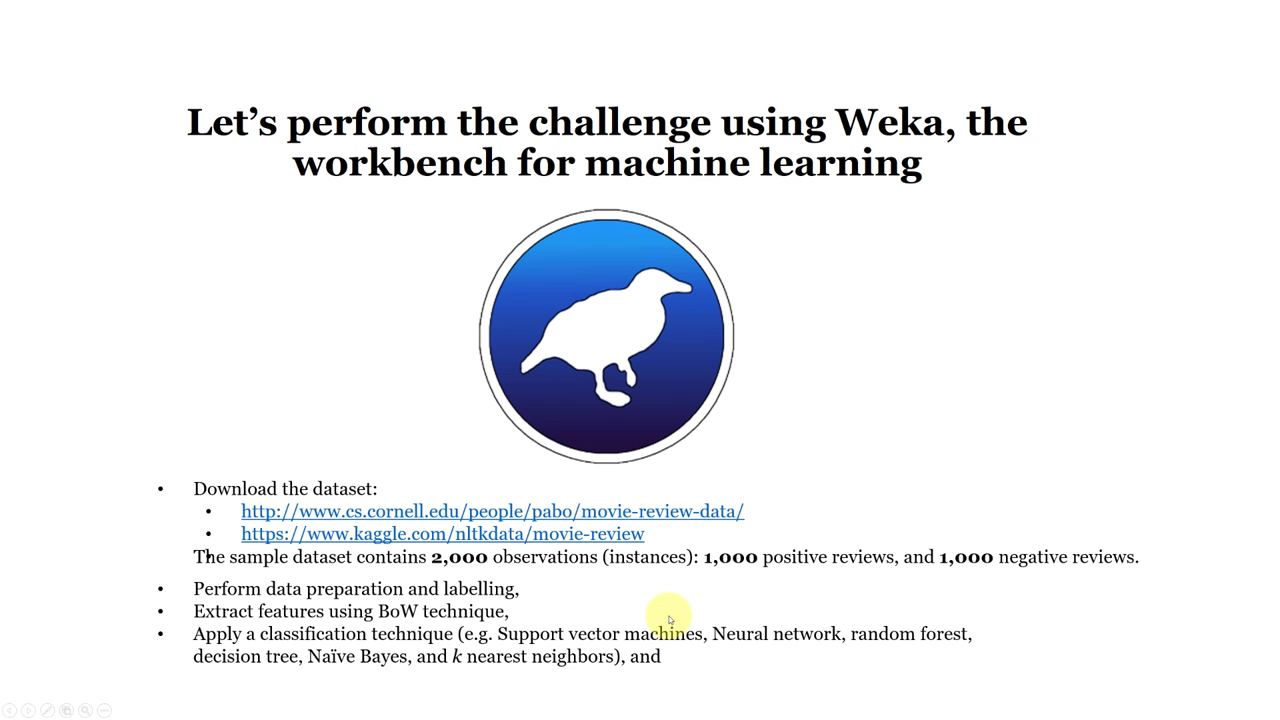 Let’s perform the challenge using Weka, the
workbench for machine learning
• Download the dataset:
• http://www.cs.cornell.edu/people/pabo/movie-review-data/
• https://www.kaggle.com/nltkdata/movie-review
The sample dataset contains 2,000 observations (instances): 1,000 positive reviews, and 1,000 negative reviews.
• Perform data preparation and labelling,
• Extract features using BoW technique,
• Apply a classification technique (e.g. Support vector machines, Neural network, random forest,
decision tree, Naïve Bayes, and k nearest neighbors), and